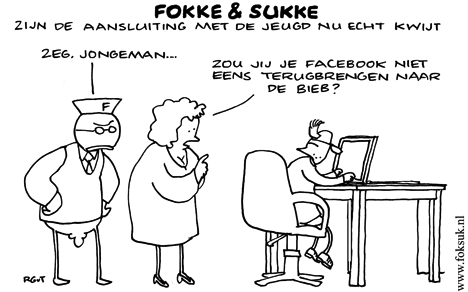 FOKKE & SUKKE
ZIJN DE AANSLUITING MET DE JEUGD NU ECHT KWIJT
ZEG, JONGEMAN...
ZOU JIJ JE FACEBOOK NIET
EENS TERUGBRENGEN NAAR
DE BIEB?
F
RGvT
www.foksuk.nl